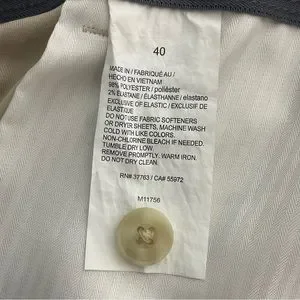 40
MADE IN / FABRIQUÉ AU /
HECHO EN VIETNAM
98% POLYESTER / poliéster
2% ELASTANE / ÉLASTHANNE / elastano
EXCLUSIVE OF ELASTIC / EXCLUSIF DE
ELASTIQUE
DO NOT USE FABRIC SOFTENERS
OR DRYER SHEETS, MACHINE WASH
COLD WITH LIKE COLORS.
NON-CHLORINE BLEACH IF NEEDED.
TUMBLE DRY LOW.
REMOVE PROMPTLY. WARM IRON.
DO NOT DRY CLEAN.
RN# 37763 / CA# 55972
M11756